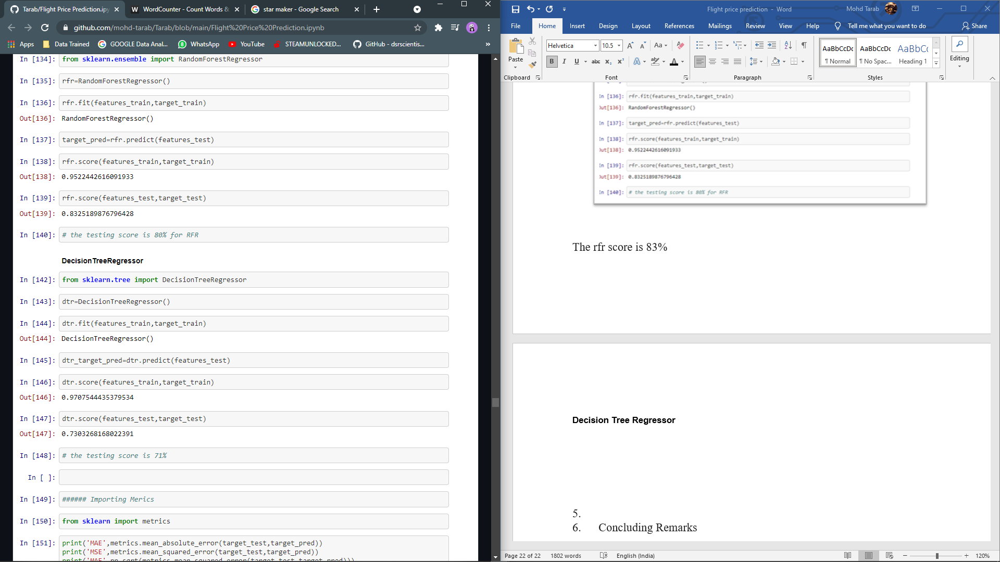 Tarab/Flight Price Prediction.ipy
WordCounter - Count Words &
star maker - Google Search
github.com/mohd-tarab/Tarab/blob/main/Flight%20Price%20Prediction.ipynb
Apps
Data Trained
GOOGLE Data Anal...
WhatsApp
YouTube
STEAMUNLOCKED...
GitHub - dsrscientis...
»
In [134]: from sklearn.ensemble import RandomForestRegressor
In [135]: rfr=RandomForestRegressor()
In [136]: rfr.fit(features_train,target_train)
Out[136]: RandomForestRegressor()
In [137]: target_pred=rfr.predict(features_test)
In [138]: rfr.score(features_train,target_train)
Out[138]: 0.9522442616091933
In [139]: rfr.score(features_test,target_test)
Out[139]: 0.8325189876796428
In [140]: # the testing score is 80% for RFR
DecisionTreeRegressor
In [142]: from sklearn.tree import DecisionTreeRegressor
In [143]: dtr=DecisionTreeRegressor()
In [144]: dtr.fit(features_train,target_train)
Out[144]: DecisionTreeRegressor()
In [145]: dtr_target_pred=dtr.predict(features_test)
In [146]: dtr.score(features_train,target_train)
Out[146]: 0.9707544435379534
In [147]: dtr.score(features_test,target_test)
Out[147]: 0.7303268168022391
In [148]: # the testing score is 71%
In [ ]:
In [149]: ###### Importing Merics
In [150]: from sklearn import metrics
In [151]: print('MAE',metrics.mean_absolute_error(target_test,target_pred))
print('MSE',metrics.mean_squared_error(target_test,target_pred))
print('MAE',np.sqrt(metrics.mean_squared_error(target_test,target_pred)))
Flight price prediction - Word
Mohd Tarab
File
Home
Insert
Design
Layout
References
Mailings
Review
View
Help
Tell me what you want to do
Share
Paste
Clipboard
Helvetica
10.5
Font
Paragraph
AaBbCcDc
¶ Normal
AaBbCcDc
¶ No Spac...
AaBbCc
Heading 1
Styles
Editing
In [136]: rfr.fit(features_train,target_train)
Out[136]: RandomForestRegressor()
In [137]: target_pred=rfr.predict(features_test)
In [138]: rfr.score(features_train,target_train)
Out[138]: 0.9522442616091933
In [139]: rfr.score(features_test,target_test)
Out[139]: 0.8325189876796428
In [140]: # the testing score is 80% for RFR
The rfr score is 83%
Decision Tree Regressor
5.
6. Concluding Remarks
Page 22 of 22
1802 words
English (India)
120%